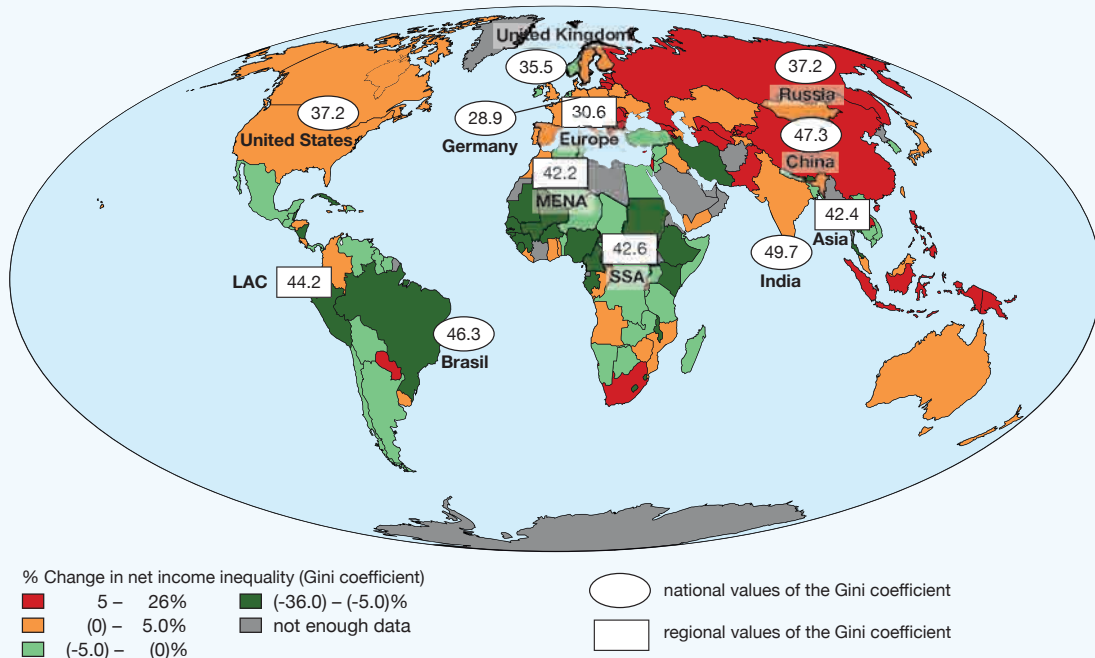 United Kingdom
35.5
37.2
Russia
37.2
United States
28.9
Germany
30.6
Europe
47.3
China
42.2
MENA
42.4
Asia
42.6
SSA
49.7
India
LAC
44.2
46.3
Brasil
% Change in net income inequality (Gini coefficient)
5 – 26%
(0) – 5.0%
(-5.0) – (0)%
(-36.0) – (-5.0)%
not enough data
national values of the Gini coefficient
regional values of the Gini coefficient